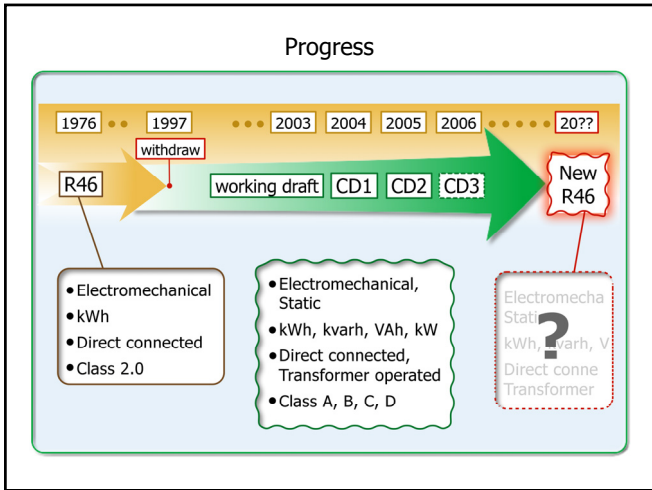 Progress
1976
1997
2003
2004
2005
2006
20??
withdraw
R46
working draft
CD1
CD2
CD3
New
R46
• Electromechanical
• kWh
• Direct connected
• Class 2.0
• Electromechanical,
Static
• kWh, kvarh, VAh, kW
• Direct connected,
Transformer operated
• Class A, B, C, D
Electromecha
Static
kWh, kvarh, V
Direct conne
Transformer
?